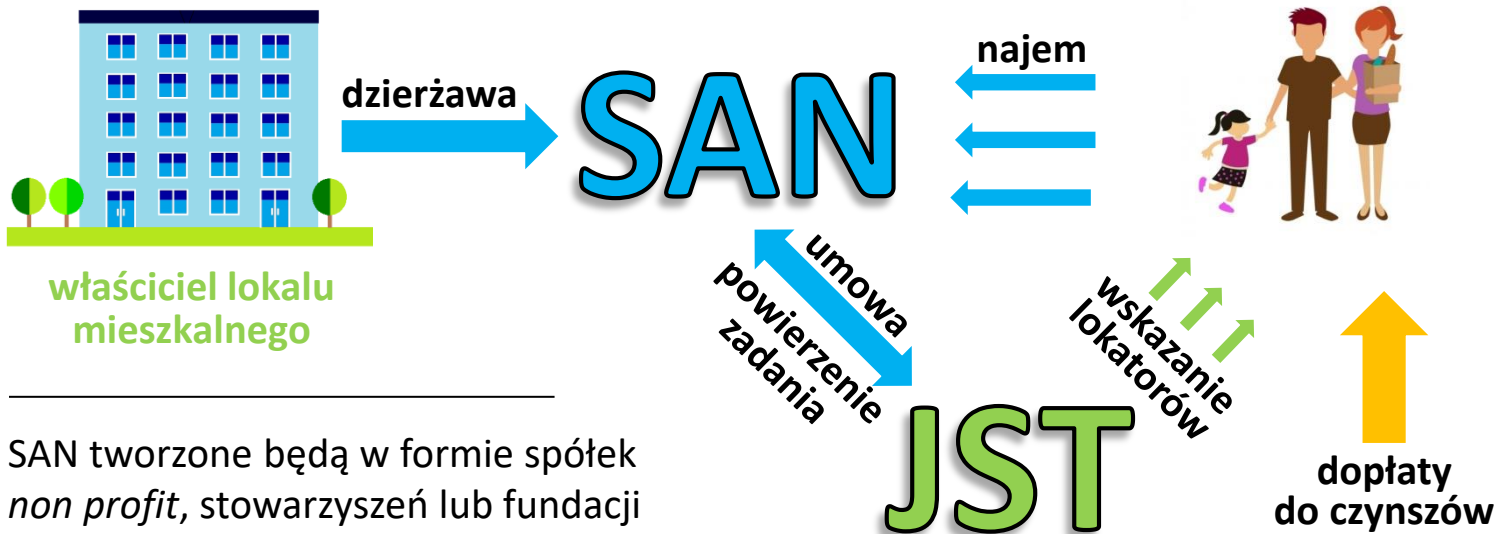 dzierżawa
SAN
najem
właściciel lokalu
mieszkalnego
umowa
powierzenie
zadania
wskazanie
lokatorów
JST
dopłaty
do czynszów
SAN tworzone będą w formie spółek
non profit, stowarzyszeń lub fundacji